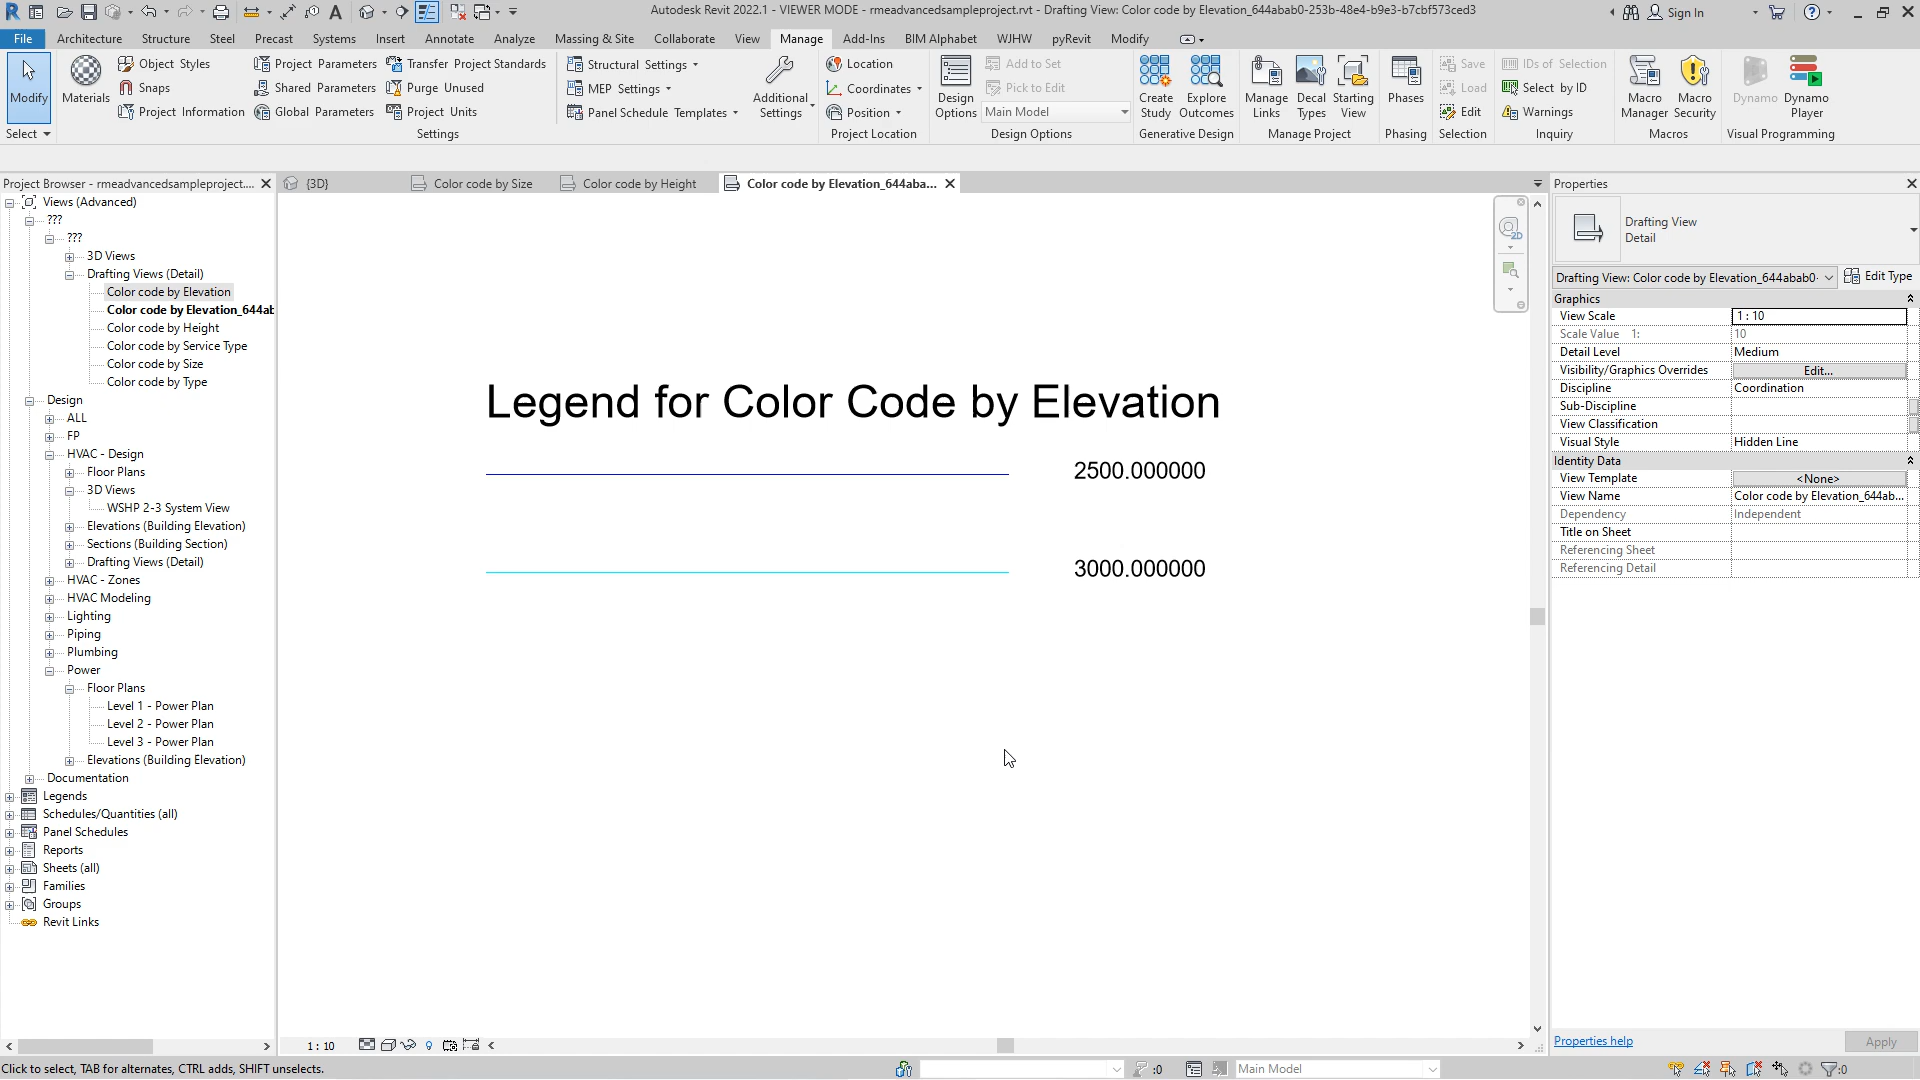 Autodesk Revit 2022.1 - VIEWER MODE - rmeadvancedsampleproject.rvt - Drafting View: Color code by Elevation_644abab0-253b-48e4-b9e3-b7cbf573ced3
Sign In
File Architecture Structure Steel Precast Systems Insert Annotate Analyze Massing & Site Collaborate View Manage Add-Ins BIM Alphabet WJHW pyRevit Modify
Modify
Select
Materials
Object Styles
Snaps
Project Information
Project Parameters
Shared Parameters
Global Parameters
Transfer Project Standards
Purge Unused
Project Units
Settings
Structural Settings
MEP Settings
Panel Schedule Templates
Additional Settings
Location
Coordinates
Position
Project Location
Design Options
Add to Set
Pick to Edit
Main Model
Design Options
Create Study
Explore Outcomes
Generative Design
Manage Links
Decal Types
Starting View
Manage Project
Phases
Phasing
Save
Load
Edit
Selection
IDs of Selection
Select by ID
Warnings
Inquiry
Macro Manager
Macro Security
Macros
Dynamo
Dynamo Player
Visual Programming
Project Browser - rmeadvancedsampleproject....
Views (Advanced)
???
???
3D Views
Drafting Views (Detail)
Color code by Elevation
Color code by Elevation_644ab
Color code by Height
Color code by Service Type
Color code by Size
Color code by Type
Design
ALL
FP
HVAC - Design
Floor Plans
3D Views
WSHP 2-3 System View
Elevations (Building Elevation)
Sections (Building Section)
Drafting Views (Detail)
HVAC - Zones
HVAC Modeling
Lighting
Piping
Plumbing
Power
Floor Plans
Level 1 - Power Plan
Level 2 - Power Plan
Level 3 - Power Plan
Elevations (Building Elevation)
Documentation
Legends
Schedules/Quantities (all)
Panel Schedules
Reports
Sheets (all)
Families
Groups
Revit Links
{3D}
Color code by Size
Color code by Height
Color code by Elevation_644aba...
Legend for Color Code by Elevation
2500.000000
3000.000000
2D
1 : 10
Properties
Drafting View
Detail
Drafting View: Color code by Elevation_644abab0-
Edit Type
Graphics
View Scale 1 : 10
Scale Value 1: 10
Detail Level Medium
Visibility/Graphics Overrides Edit...
Discipline Coordination
Sub-Discipline
View Classification
Visual Style Hidden Line
Identity Data
View Template <None>
View Name Color code by Elevation_644ab...
Dependency Independent
Title on Sheet
Referencing Sheet
Referencing Detail
Properties help
Apply
Click to select, TAB for alternates, CTRL adds, SHIFT unselects.
:0
Main Model
:0